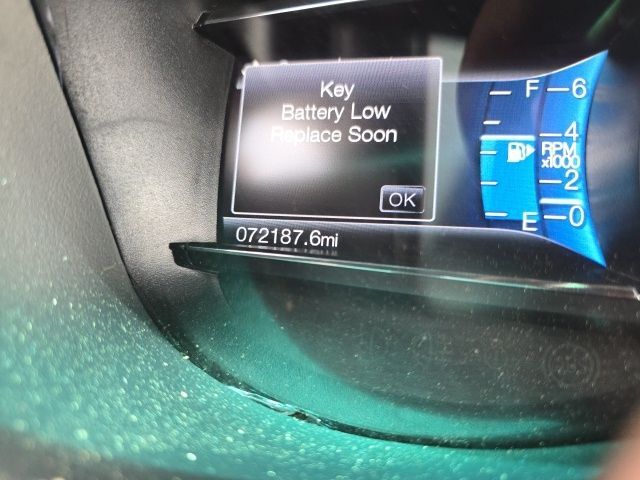 Key
Battery Low
Replace Soon
OK
072187.6mi
F
E
6
4
RPM
x1000
2
0